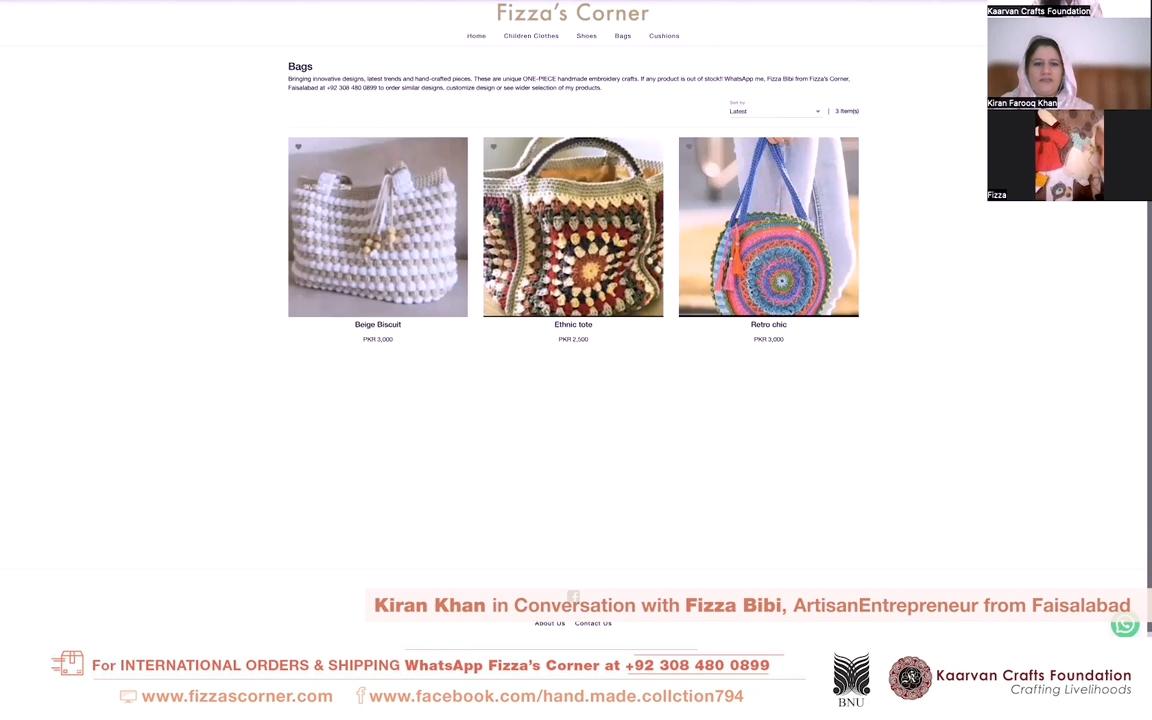 Fizza's Corner
Kaarvan Crafts Foundation
Home Children Clothes Shoes Bags Cushions
Bags
Bringing innovative designs, latest trends and hand-crafted pieces. These are unique ONE-PIECE handmade embroidery crafts. If any product is out of stock!! WhatsApp me, Fizza Bibi from Fizza's Corner,
Faisalabad at +92 308 480 0899 to order similar designs, customize design or see wider selection of my products.
Kiran Farooq Khan
Sort by
Latest | 3 Item(s)
Fizza
Beige Biscuit
PKR 3,000
Ethnic tote
PKR 2,500
Retro chic
PKR 3,000
Kiran Khan in Conversation with Fizza Bibi, ArtisanEntrepreneur from Faisalabad
About Us Contact Us
For INTERNATIONAL ORDERS & SHIPPING WhatsApp Fizza's Corner at +92 308 480 0899
www.fizzascorner.com www.facebook.com/hand.made.collction794
BNU
Kaarvan Crafts Foundation
Crafting Livelihoods